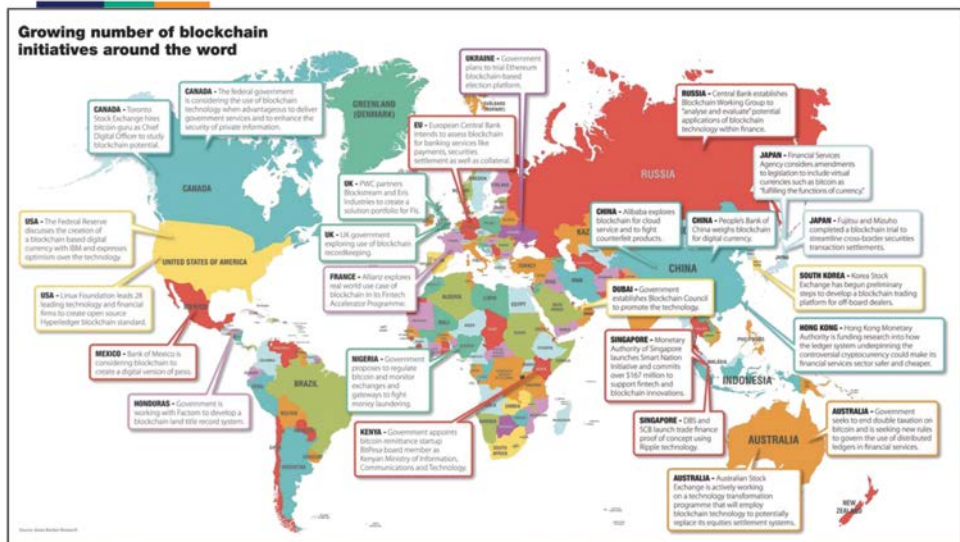 Growing number of blockchain
initiatives around the word
CANADA – The federal government
is considering the use of blockchain
technology when advantageous to deliver
government services and to enhance the
security of private information.
CANADA – Toronto
Stock Exchange hires
bitcoin guru as Chief
Digital Officer to study
blockchain potential.
GREENLAND
(DENMARK)
UKRAINE – Government
plans to trial Ethereum
blockchain-based
election platform.
EU – European Central Bank
intends to assess blockchain
for banking services like
payments, securities
settlement as well as collateral.
RUSSIA – Central Bank establishes
Blockchain Working Group to
"analyse and evaluate" potential
applications of blockchain
technology within finance.
JAPAN – Financial Services
Agency considers amendments
to legislation to include virtual
currencies such as bitcoin as
"fulfilling the functions of currency."
CANADA
RUSSIA
UK – PWC partners
Blockstream and Eris
Industries to create a
solution portfolio for FIs.
UK – UK government
exploring use of blockchain
recordkeeping.
USA – The Federal Reserve
discusses the creation of
a blockchain based digital
currency with IBM and expresses
optimism over the technology.
UNITED STATES OF AMERICA
CHINA – Alibaba explores
blockchain for cloud
service and to fight
counterfeit products.
CHINA – People's Bank of
China weighs blockchain
for digital currency.
JAPAN – Fujitsu and Mizuho
completed a blockchain trial to
streamline cross-border securities
transaction settlements.
FRANCE – Allianz explores
real world use case of
blockchain in its Fintech
Accelerator Programme.
USA – Linux Foundation leads 28
leading technology and financial
firms to create open source
Hyperledger blockchain standard.
CHINA
TURKEY
IRAN
ALGERIA
LIBYA
EGYPT
DUBAI – Government
establishes Blockchain Council
to promote the technology.
SOUTH KOREA – Korea Stock
Exchange has begun preliminary
steps to develop a blockchain trading
platform for off-board dealers.
MEXICO – Bank of Mexico is
considering blockchain to
create a digital version of peso.
NIGERIA – Government
proposes to regulate
bitcoin and monitor
exchanges and
gateways to fight
money laundering.
SINGAPORE – Monetary
Authority of Singapore
launches Smart Nation
Initiative and commits
over $167 million to
support fintech and
blockchain innovations.
HONG KONG – Hong Kong Monetary
Authority is funding research into how
the ledger system underpinning the
controversial cryptocurrency could make its
financial services sector safer and cheaper.
HONDURAS – Government is
working with Factom to develop a
blockchain land title record system.
BRAZIL
INDONESIA
KENYA – Government appoints
bitcoin remittance startup
BitPesa board member as
Kenyan Ministry of Information,
Communications and Technology.
SINGAPORE – DBS and
SCB launch trade finance
proof of concept using
Ripple technology.
AUSTRALIA
AUSTRALIA – Government
seeks to end double taxation on
bitcoin and is seeking new rules
to govern the use of distributed
ledgers in financial services.
AUSTRALIA – Australian Stock
Exchange is actively working
on a technology transformation
programme that will employ
blockchain technology to potentially
replace its equities settlement systems.
NEW
ZEALAND